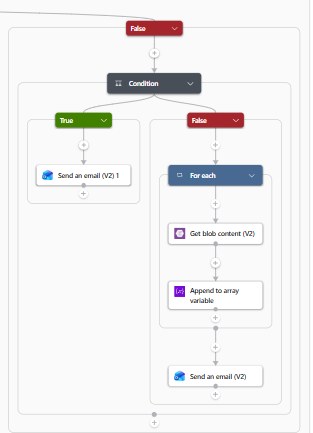 False
Condition
True
False
Send an email (V2) 1
For each
Get blob content (V2)
Append to array
variable
Send an email (V2)